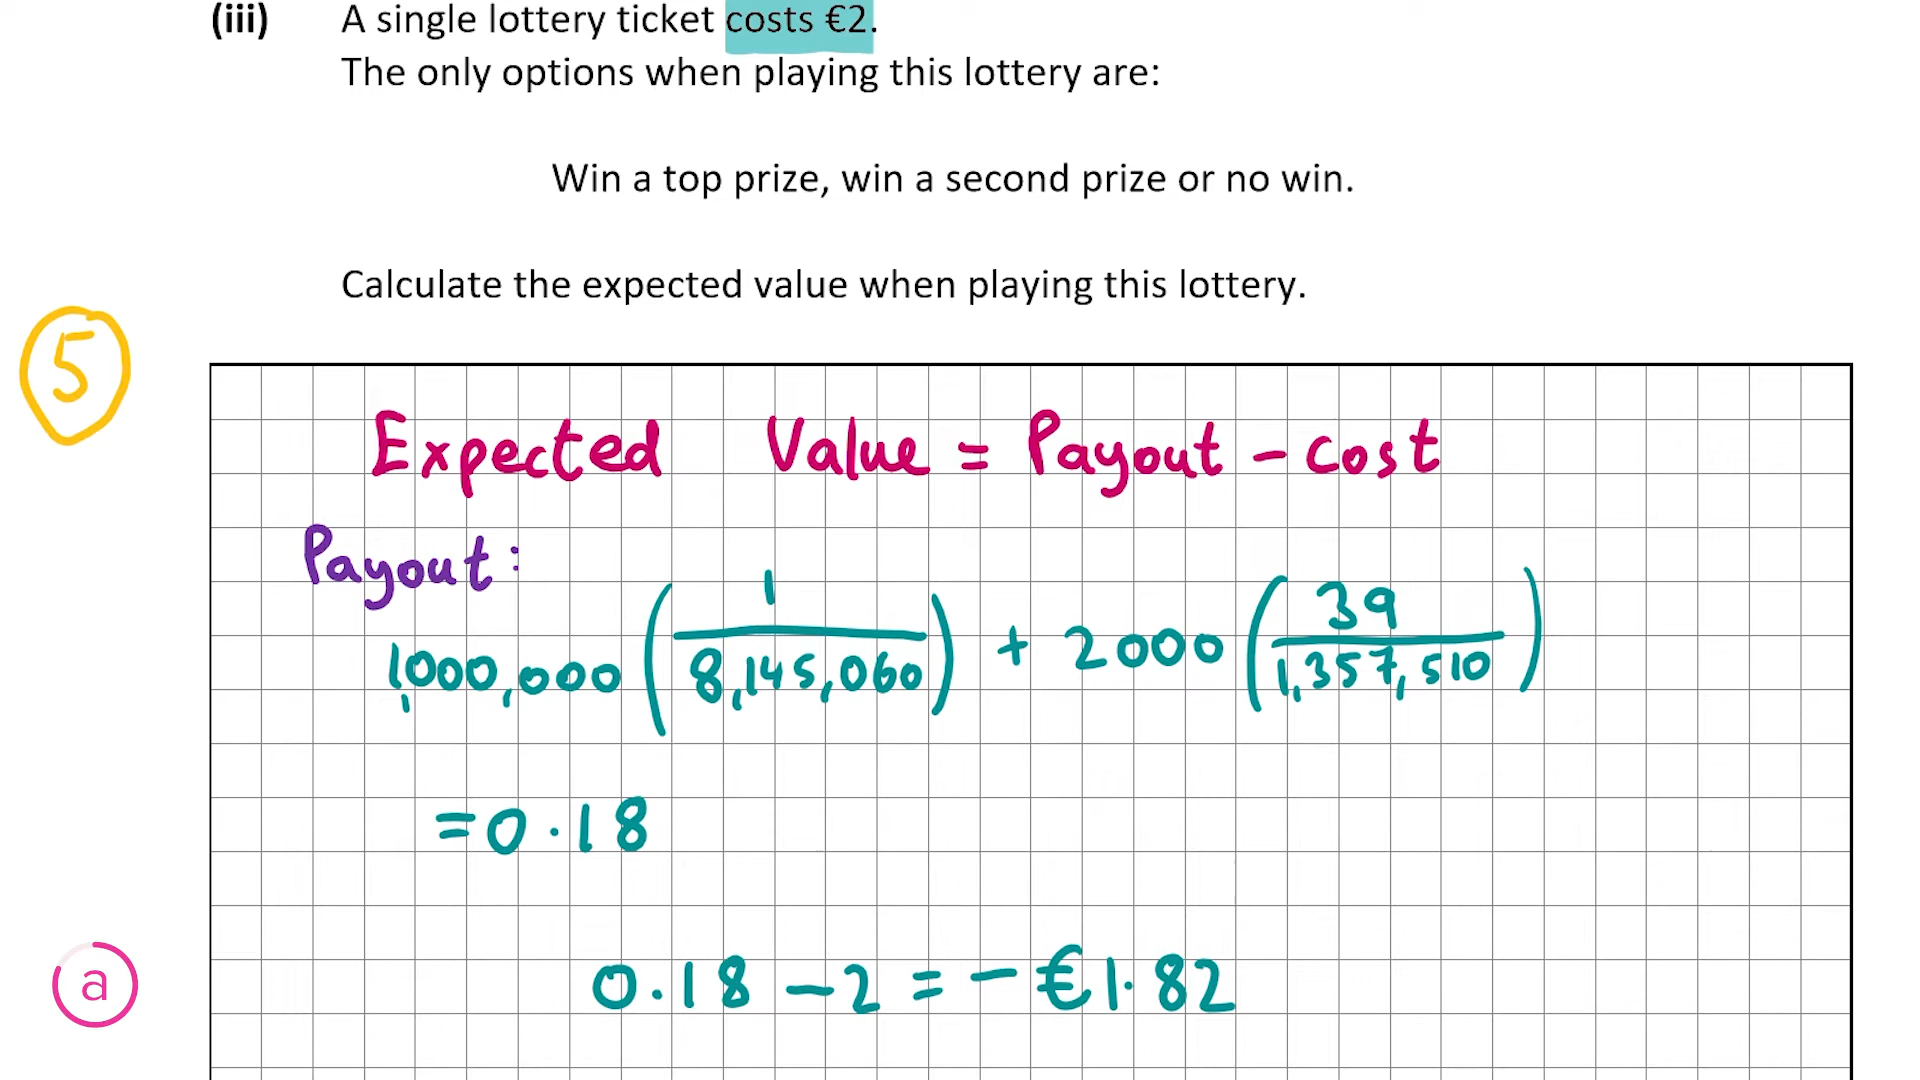 (iii) A single lottery ticket costs €2.
The only options when playing this lottery are:
Win a top prize, win a second prize or no win.
Calculate the expected value when playing this lottery.
5
Expected Value = Payout - cost
Payout:
1,000,000 (1/8,145,060) + 2000 (39/1,357,510)
= 0.18
0.18 - 2 = - €1.82
a